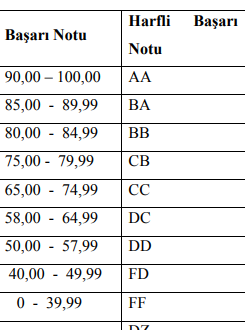 Başarı Notu
Harfli Başarı
Notu
90,00 – 100,00 AA
85,00 - 89,99 BA
80,00 - 84,99 BB
75,00 - 79,99 CB
65,00 - 74,99 CC
58,00 - 64,99 DC
50,00 - 57,99 DD
40,00 - 49,99 FD
0 - 39,99 FF